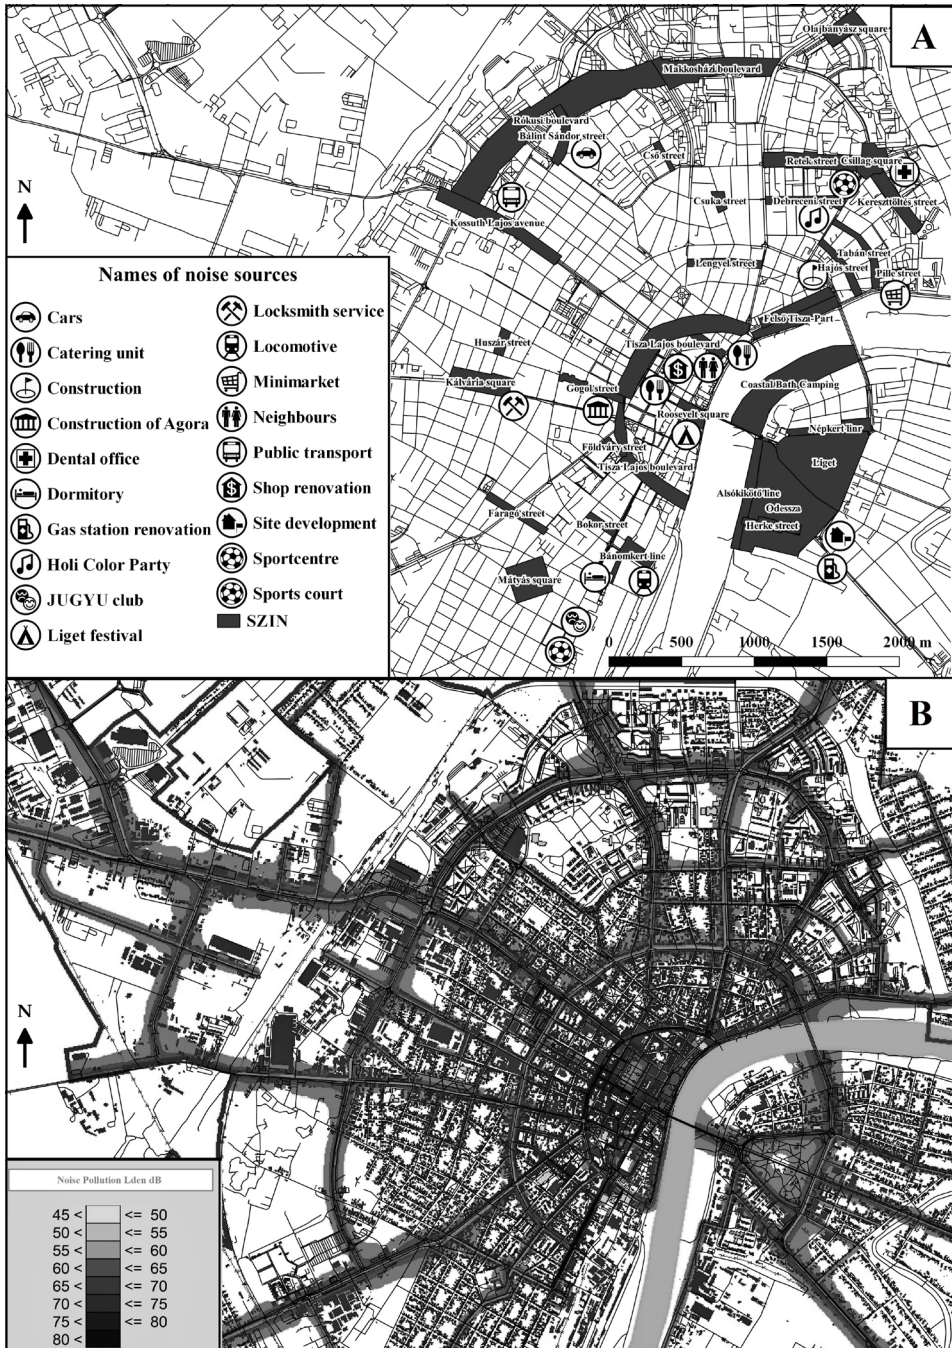 A
Olajbányász square
Makkosházi boulevard
Rókusi boulevard
Bálint Sándor street
Cső street
Retek street
Csillag square
Csuka street
Debreceni street
Kereszttöltés street
N
Kossuth Lajos avenue
Tabán street
Lengyel street
Hajós street
Pille street
Felső Tisza-Part
Huszár street
Tisza Lajos boulevard
Kálvária square
Gogol street
Coastal Bath Camping
Roosevelt square
Népkert linr
Földváry street
Tisza Lajos boulevard
Liget
Alsókikötő line
Odessza
Herke street
Faragó street
Bokor street
Bánomkert line
Mátyás square
Names of noise sources
Cars
Catering unit
Construction
Construction of Agora
Dental office
Dormitory
Gas station renovation
Holi Color Party
JUGYU club
Liget festival
Locksmith service
Locomotive
Minimarket
Neighbours
Public transport
Shop renovation
Site development
Sportcentre
Sports court
SZIN
0 500 1000 1500 2000 m
B
N
Noise Pollution Lden dB
45 < <= 50
50 < <= 55
55 < <= 60
60 < <= 65
65 < <= 70
70 < <= 75
75 < <= 80
80 <